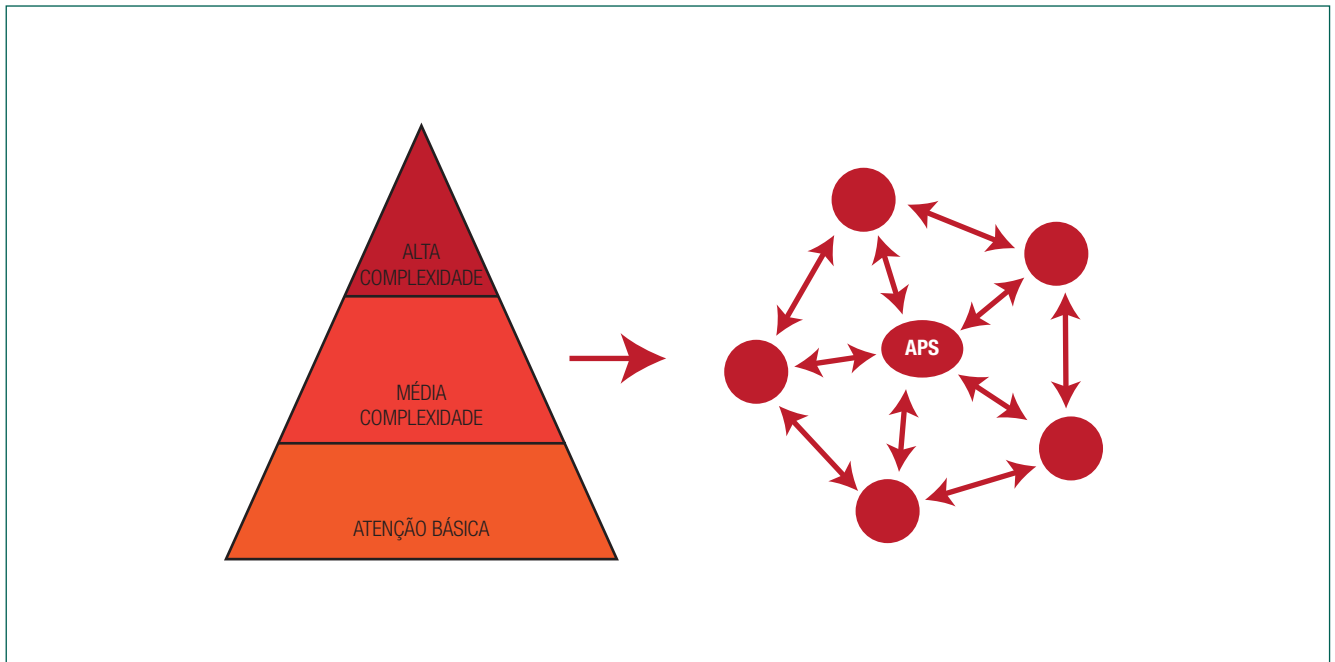 ALTA
COMPLEXIDADE
MÉDIA
COMPLEXIDADE
ATENÇÃO BÁSICA
APS